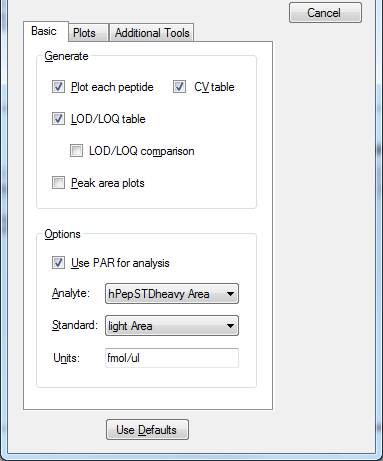 Cancel
Basic Plots Additional Tools
Generate
Plot each peptide CV table
LOD/LOQ table
LOD/LOQ comparison
Peak area plots
Options
Use PAR for analysis
Analyte: hPepSTDheavy Area
Standard: light Area
Units: fmol/ul
Use Defaults